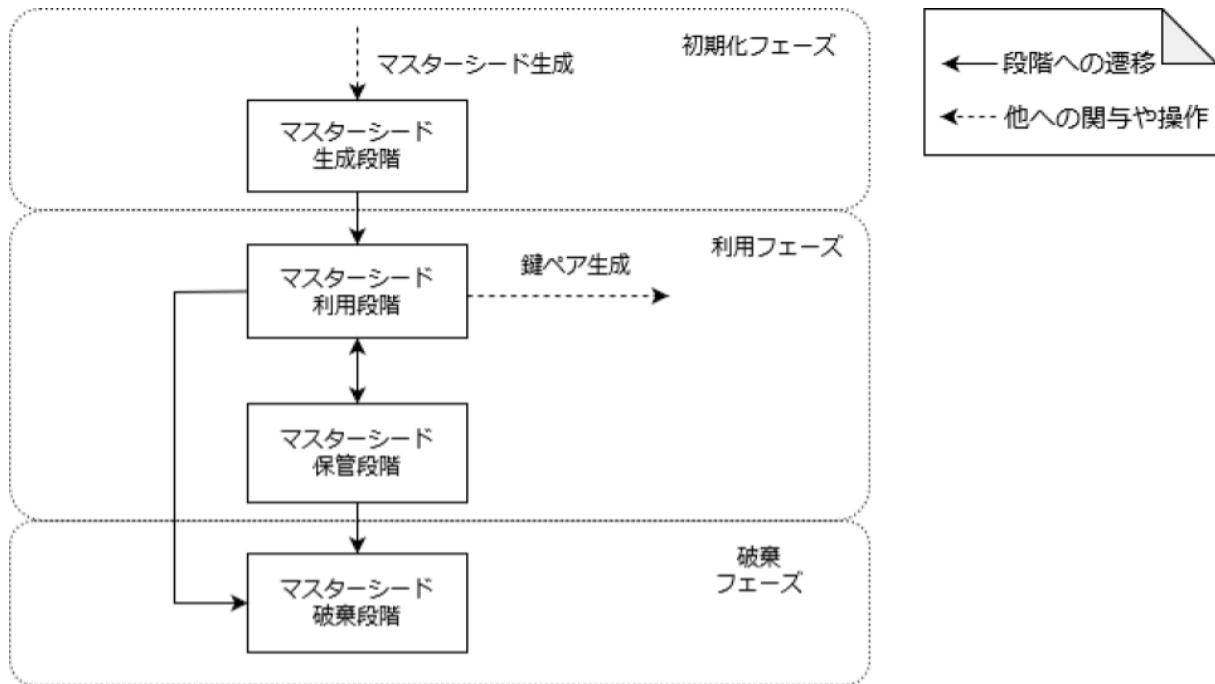 初期化フェーズ
マスターシード生成
マスターシード
生成段階
利用フェーズ
マスターシード
利用段階
鍵ペア生成
マスターシード
保管段階
破棄
フェーズ
マスターシード
破棄段階
段階への遷移
他への関与や操作